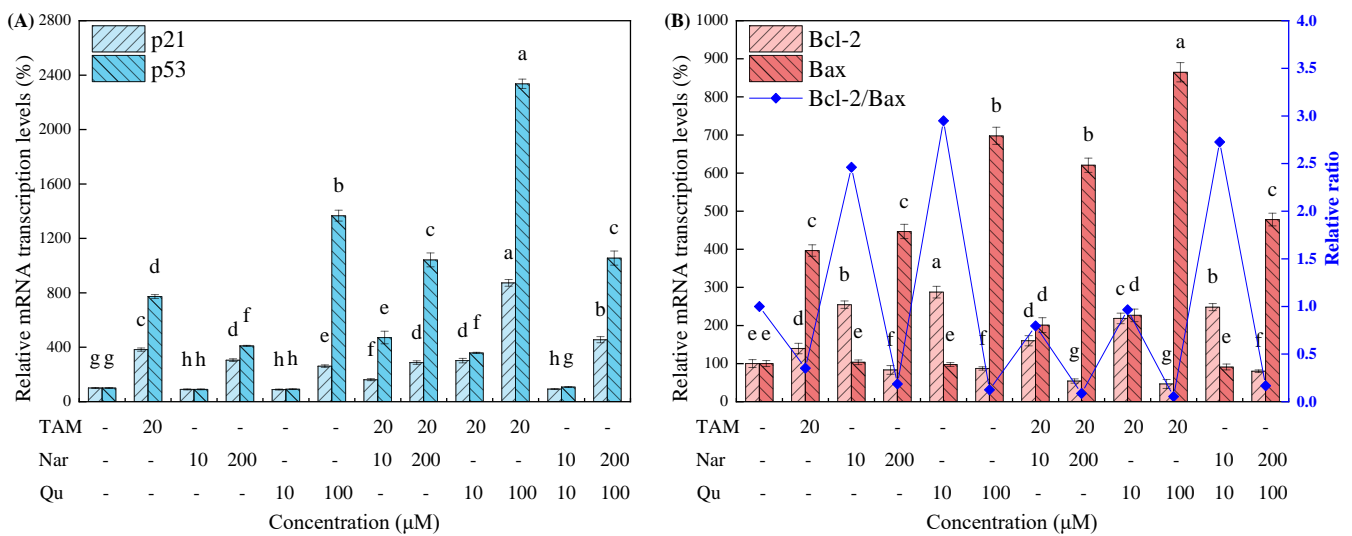 (A)
2800
2400
2000
1600
1200
800
400
0
Relative mRNA transcription levels (%)
p21
p53
g g c d h h d f h h e b f e d c f f a a h g b c
TAM - 20 - - - - 20 20 20 20 - -
Nar - - 10 200 - - 10 200 - - 10 200
Qu - - - - 10 100 - - 10 100 10 100
Concentration (μM)
(B)
1000
900
800
700
600
500
400
300
200
100
0
Relative mRNA transcription levels (%)
Bcl-2
Bax
Bcl-2/Bax
e e d c b e f c a e f b d d g b c d g a b e f c
4.0
3.5
3.0
2.5
2.0
1.5
1.0
0.5
0.0
Relative ratio
TAM - 20 - - - - 20 20 20 20 - -
Nar - - 10 200 - - 10 200 - - 10 200
Qu - - - - 10 100 - - 10 100 10 100
Concentration (μM)